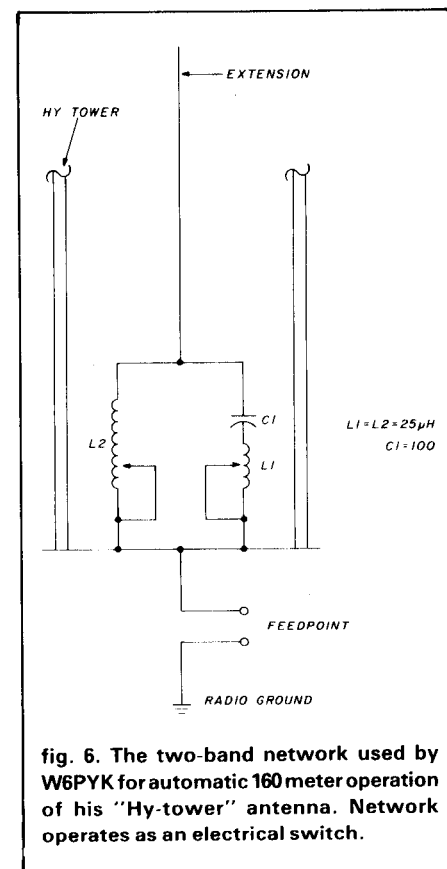 EXTENSION
HY TOWER
C1
L1=L2=25µH
C1=100
L2
L1
FEEDPOINT
RADIO GROUND
fig. 6. The two-band network used by
W6PYK for automatic 160 meter operation
of his "Hy-tower" antenna. Network
operates as an electrical switch.